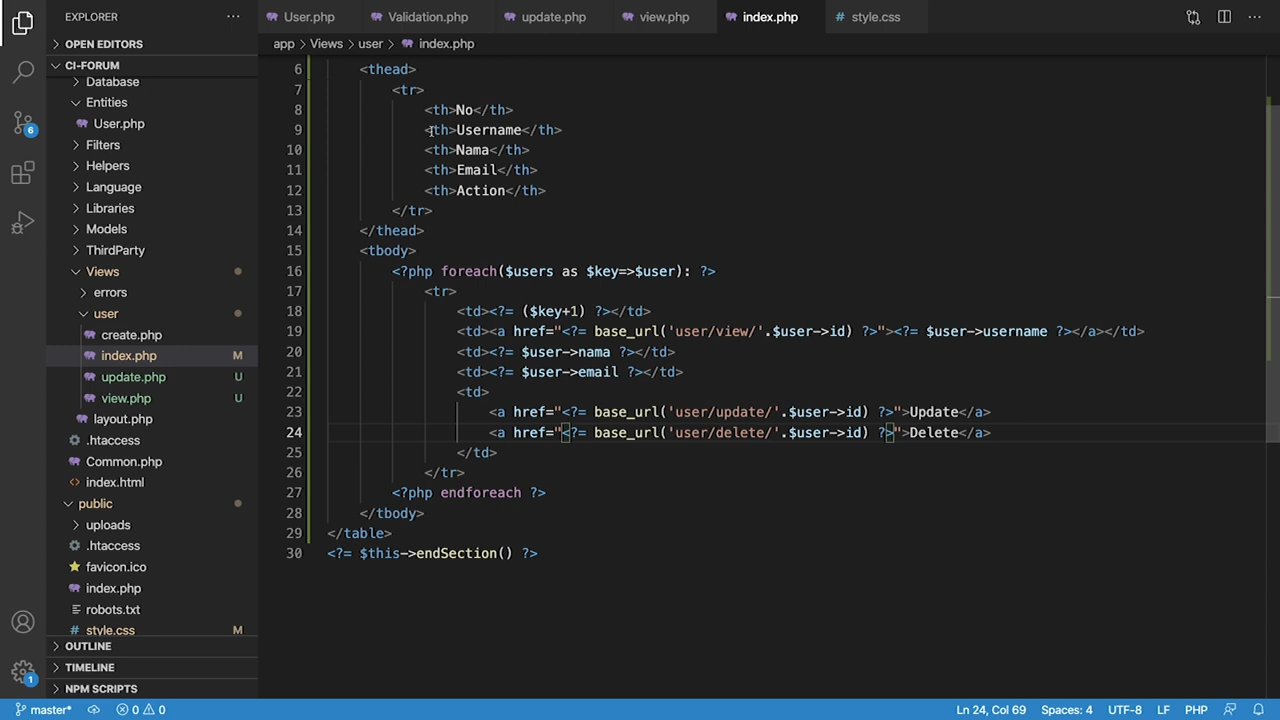 EXPLORER
User.php
Validation.php
update.php
view.php
index.php
style.css
OPEN EDITORS
app > Views > user > index.php
CI-FORUM
Database
Entities
User.php
Filters
Helpers
Language
Libraries
Models
ThirdParty
Views
errors
user
create.php
index.php M
update.php U
view.php U
layout.php
.htaccess
Common.php
index.html
public
uploads
.htaccess
favicon.ico
index.php
robots.txt
style.css M
OUTLINE
TIMELINE
NPM SCRIPTS
6 <thead>
7 <tr>
8 <th>No</th>
9 <th>Username</th>
10 <th>Nama</th>
11 <th>Email</th>
12 <th>Action</th>
13 </tr>
14 </thead>
15 <tbody>
16 <?php foreach($users as $key=>$user): ?>
17 <tr>
18 <td><?= ($key+1) ?></td>
19 <td><a href="<?= base_url('user/view/'.$user->id) ?>"><?= $user->username ?></a></td>
20 <td><?= $user->nama ?></td>
21 <td><?= $user->email ?></td>
22 <td>
23 <a href="<?= base_url('user/update/'.$user->id) ?>">Update</a>
24 <a href="<?= base_url('user/delete/'.$user->id) ?>">Delete</a>
25 </td>
26 </tr>
27 <?php endforeach ?>
28 </tbody>
29 </table>
30 <?= $this->endSection() ?>
6
1
master* 0 0 Ln 24, Col 69 Spaces: 4 UTF-8 LF PHP